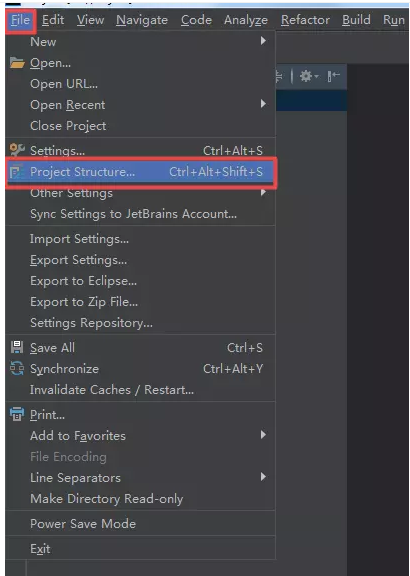 File Edit View Navigate Code Analyze Refactor Build Run
New
Open...
Open URL...
Open Recent
Close Project
Settings... Ctrl+Alt+S
Project Structure... Ctrl+Alt+Shift+S
Other Settings
Sync Settings to JetBrains Account...
Import Settings...
Export Settings...
Export to Eclipse...
Export to Zip File...
Settings Repository...
Save All Ctrl+S
Synchronize Ctrl+Alt+Y
Invalidate Caches / Restart...
Print...
Add to Favorites
File Encoding
Line Separators
Make Directory Read-only
Power Save Mode
Exit